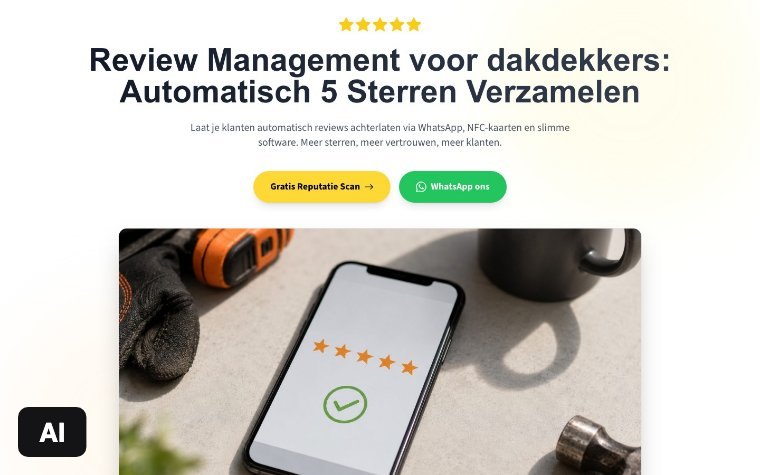 Review Management voor dakdekkers:
Automatisch 5 Sterren Verzamelen
Laat je klanten automatisch reviews achterlaten via WhatsApp, NFC-kaarten en slimme
software. Meer sterren, meer vertrouwen, meer klanten.
Gratis Reputatie Scan →
WhatsApp ons
AI